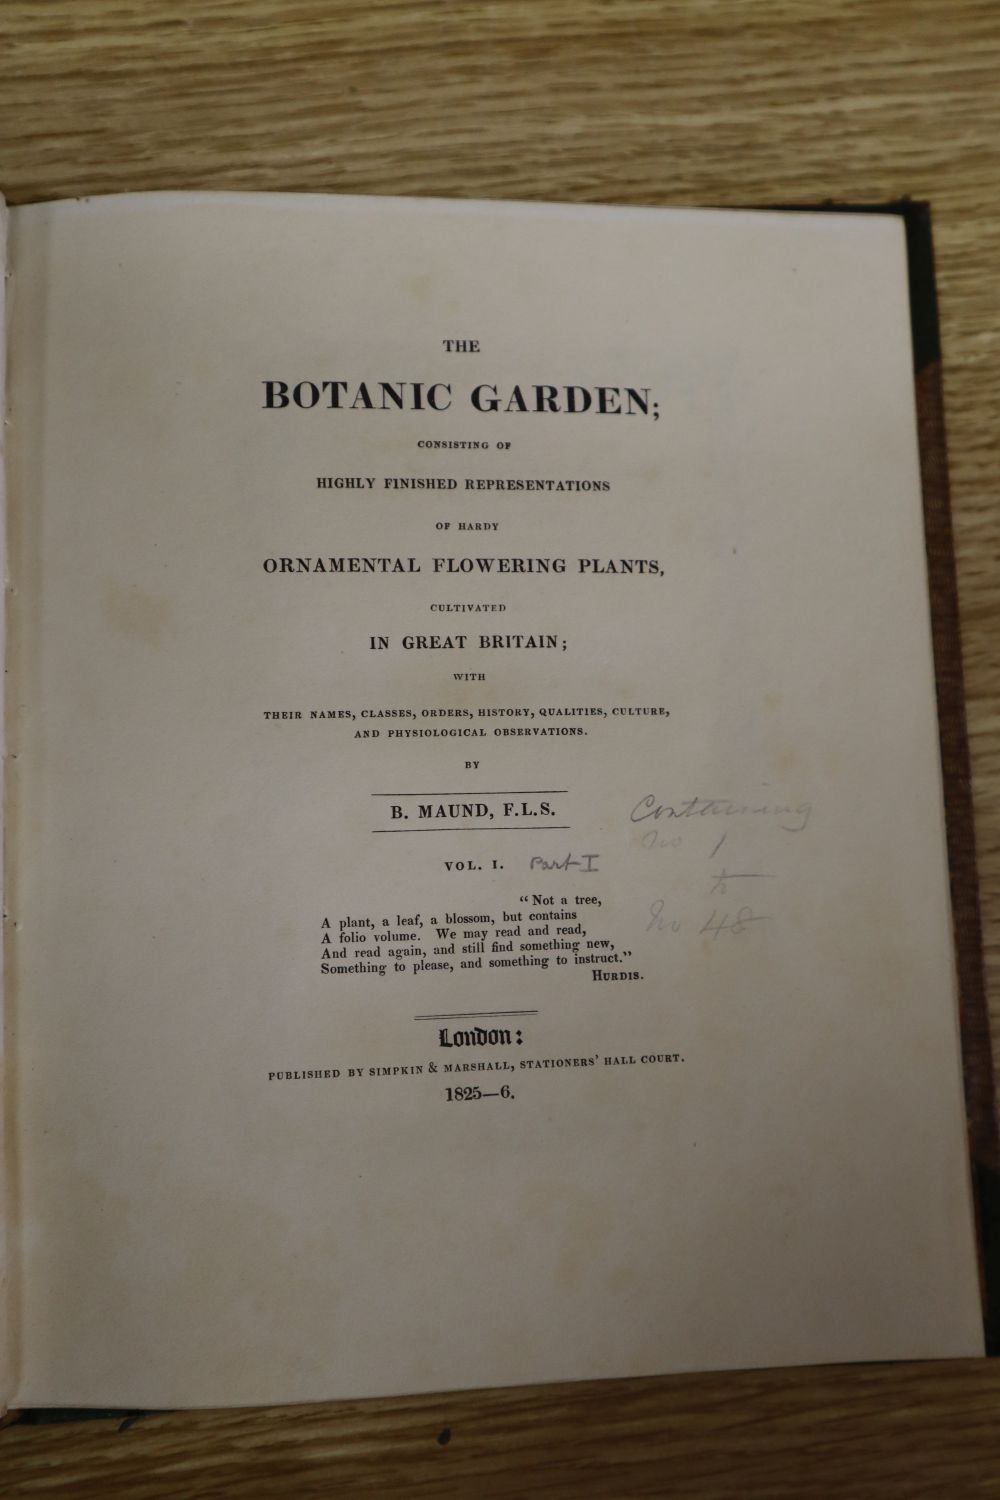 THE
BOTANIC GARDEN;
CONSISTING OF
HIGHLY FINISHED REPRESENTATIONS
OF HARDY
ORNAMENTAL FLOWERING PLANTS,
CULTIVATED
IN GREAT BRITAIN;
WITH
THEIR NAMES, CLASSES, ORDERS, HISTORY, QUALITIES, CULTURE,
AND PHYSIOLOGICAL OBSERVATIONS.
BY
B. MAUND, F.L.S.
Containing
No 1
to
No 48
VOL. I. Part I
“Not a tree,
A plant, a leaf, a blossom, but contains
A folio volume. We may read and read,
And read again, and still find something new,
Something to please, and something to instruct.”
HURDIS.
London:
PUBLISHED BY SIMPKIN & MARSHALL, STATIONERS' HALL COURT.
1825—6.